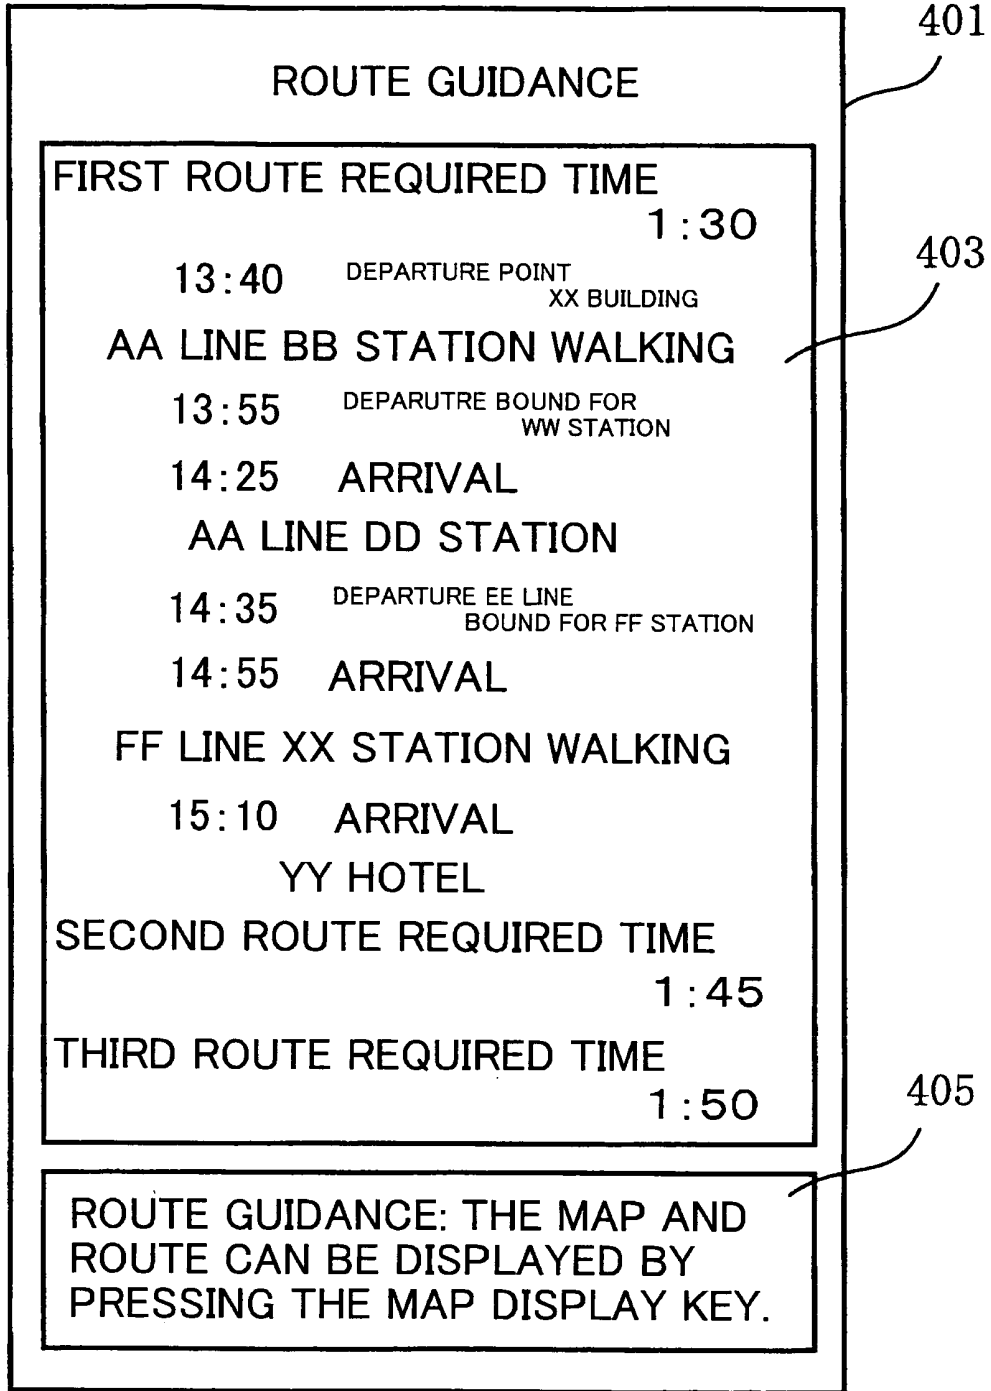 401
ROUTE GUIDANCE
FIRST ROUTE REQUIRED TIME
1:30
403
13:40 DEPARTURE POINT
XX BUILDING
AA LINE BB STATION WALKING
13:55 DEPARUTRE BOUND FOR
WW STATION
14:25 ARRIVAL
AA LINE DD STATION
14:35 DEPARTURE EE LINE
BOUND FOR FF STATION
14:55 ARRIVAL
FF LINE XX STATION WALKING
15:10 ARRIVAL
YY HOTEL
SECOND ROUTE REQUIRED TIME
1:45
THIRD ROUTE REQUIRED TIME
1:50
405
ROUTE GUIDANCE: THE MAP AND
ROUTE CAN BE DISPLAYED BY
PRESSING THE MAP DISPLAY KEY.